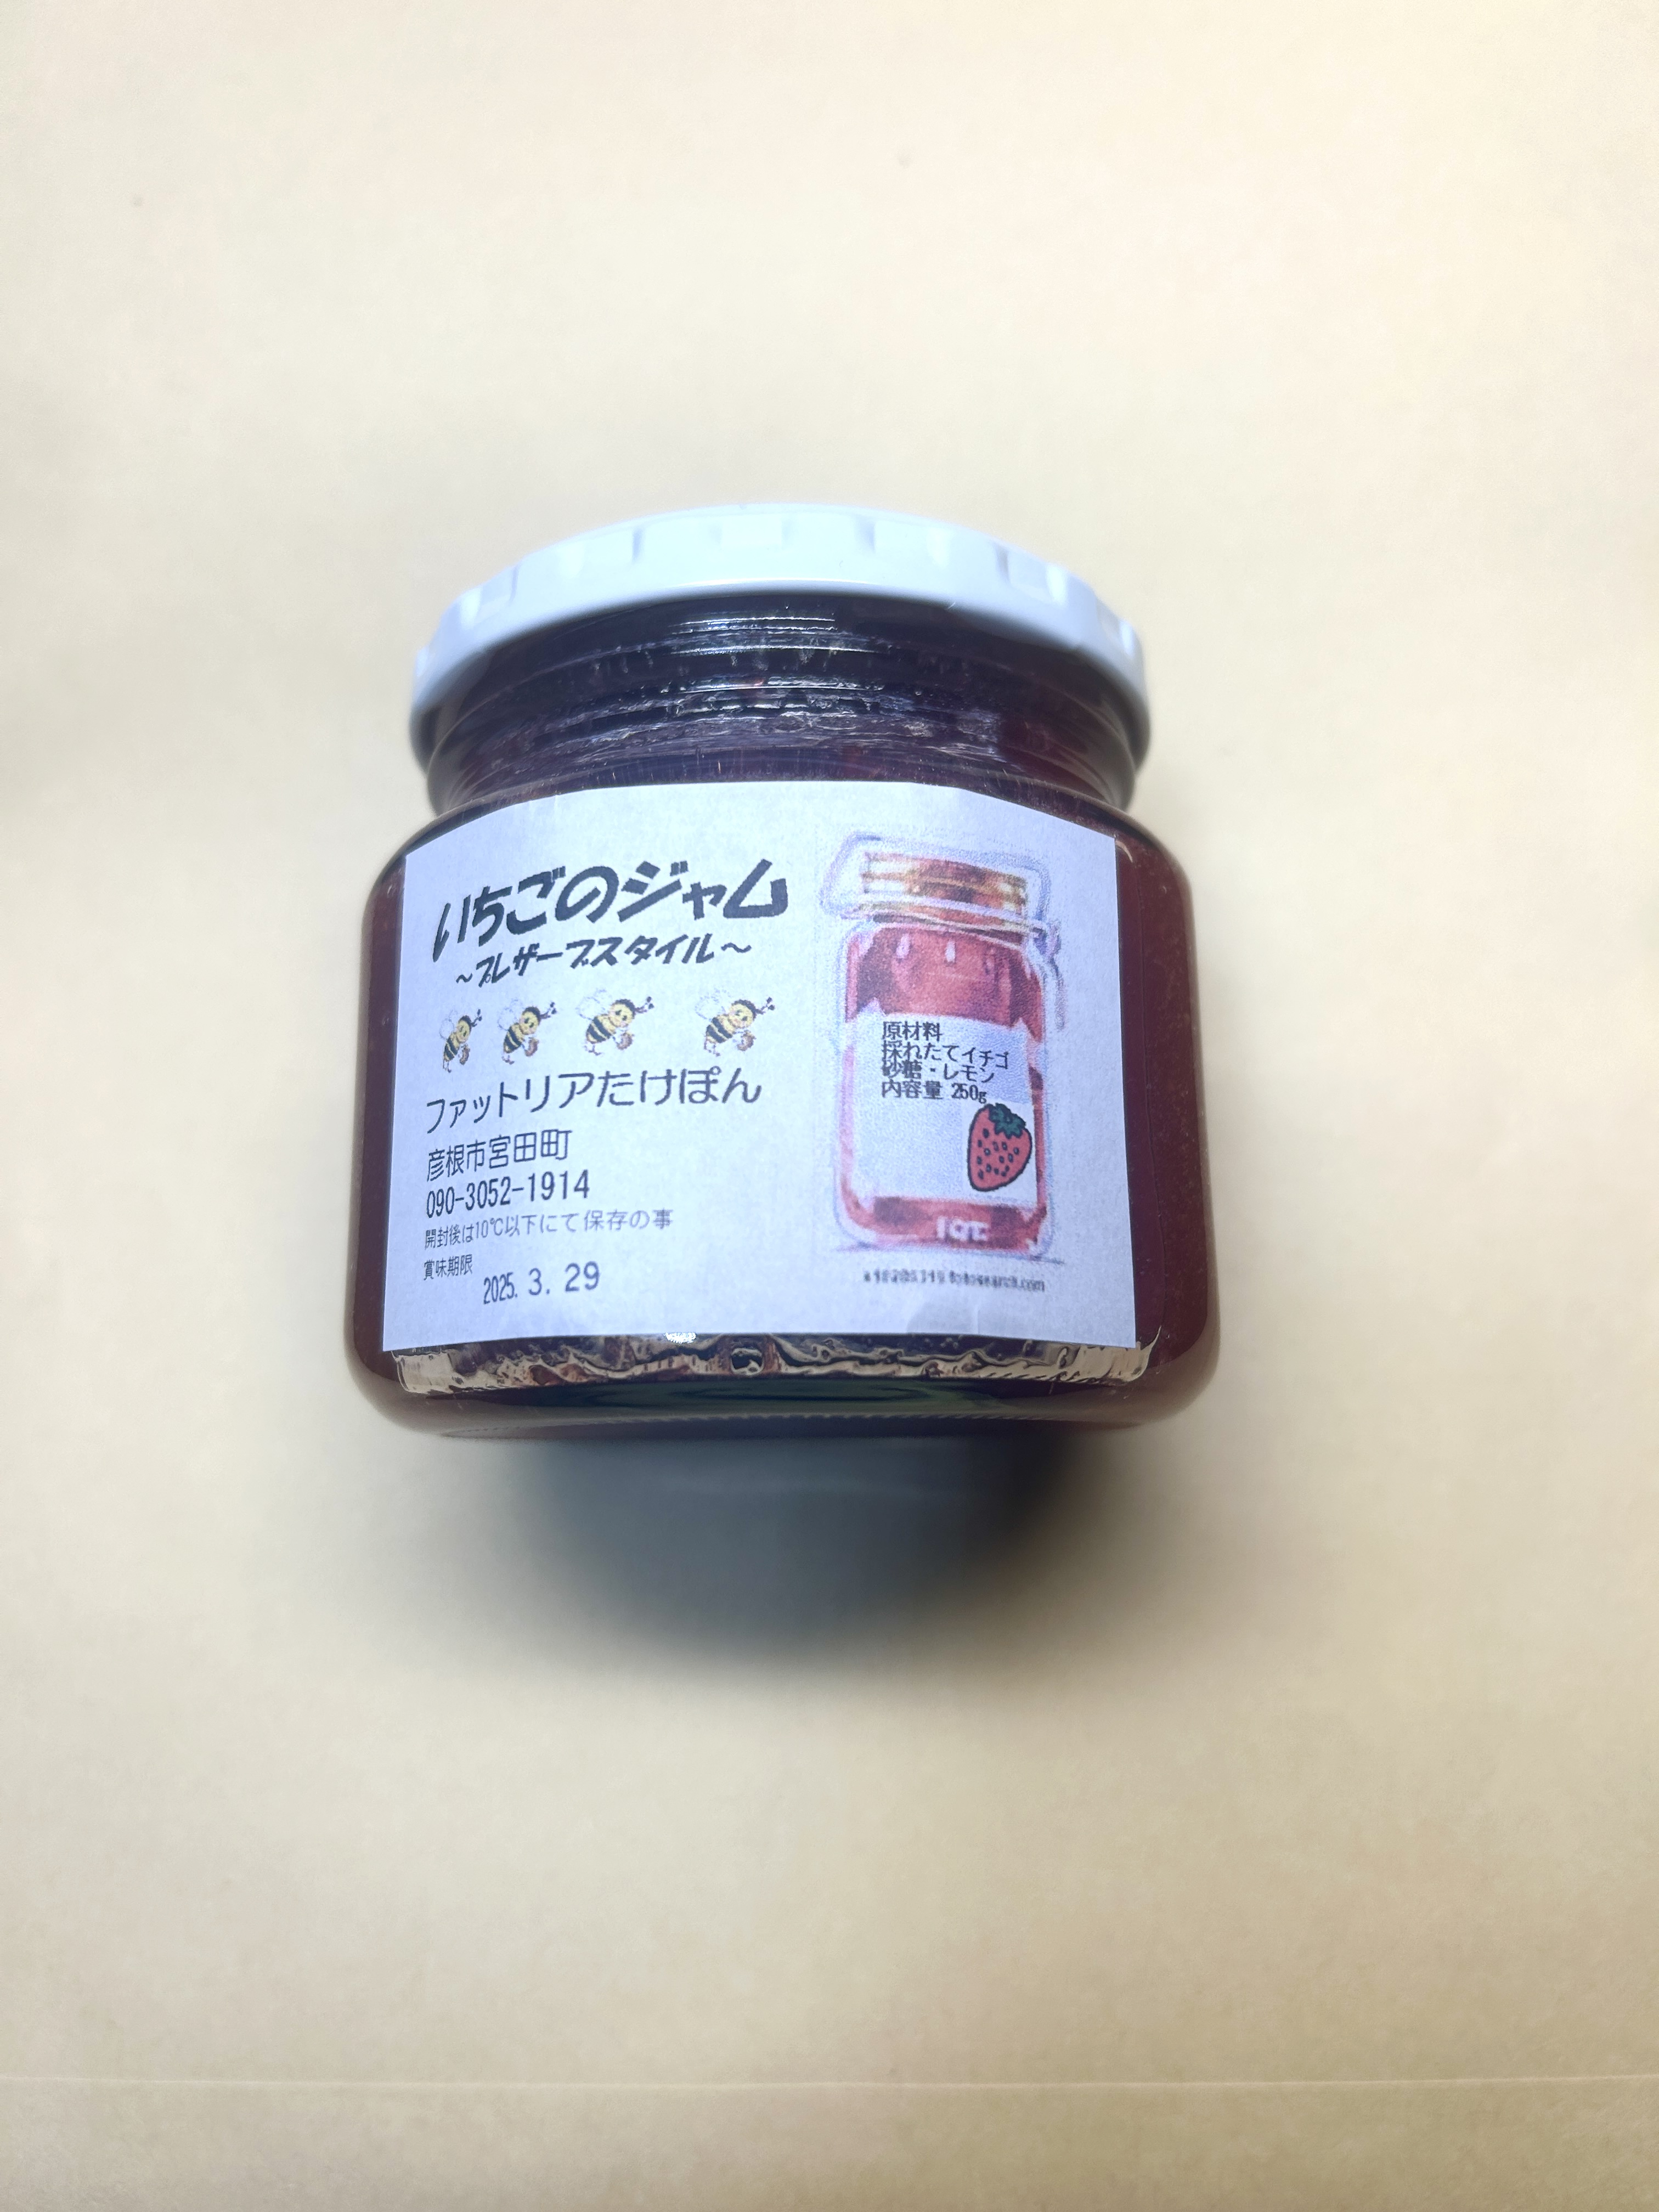 いちごのジャム
~プレザーブスタイル~
ファットリアたけぽん
彦根市宮田町
090-3052-1914
開封後は10℃以下にて保存の事
賞味期限
2025. 3. 29
原材料
採れたてイチゴ
砂糖・レモン
内容量 250g